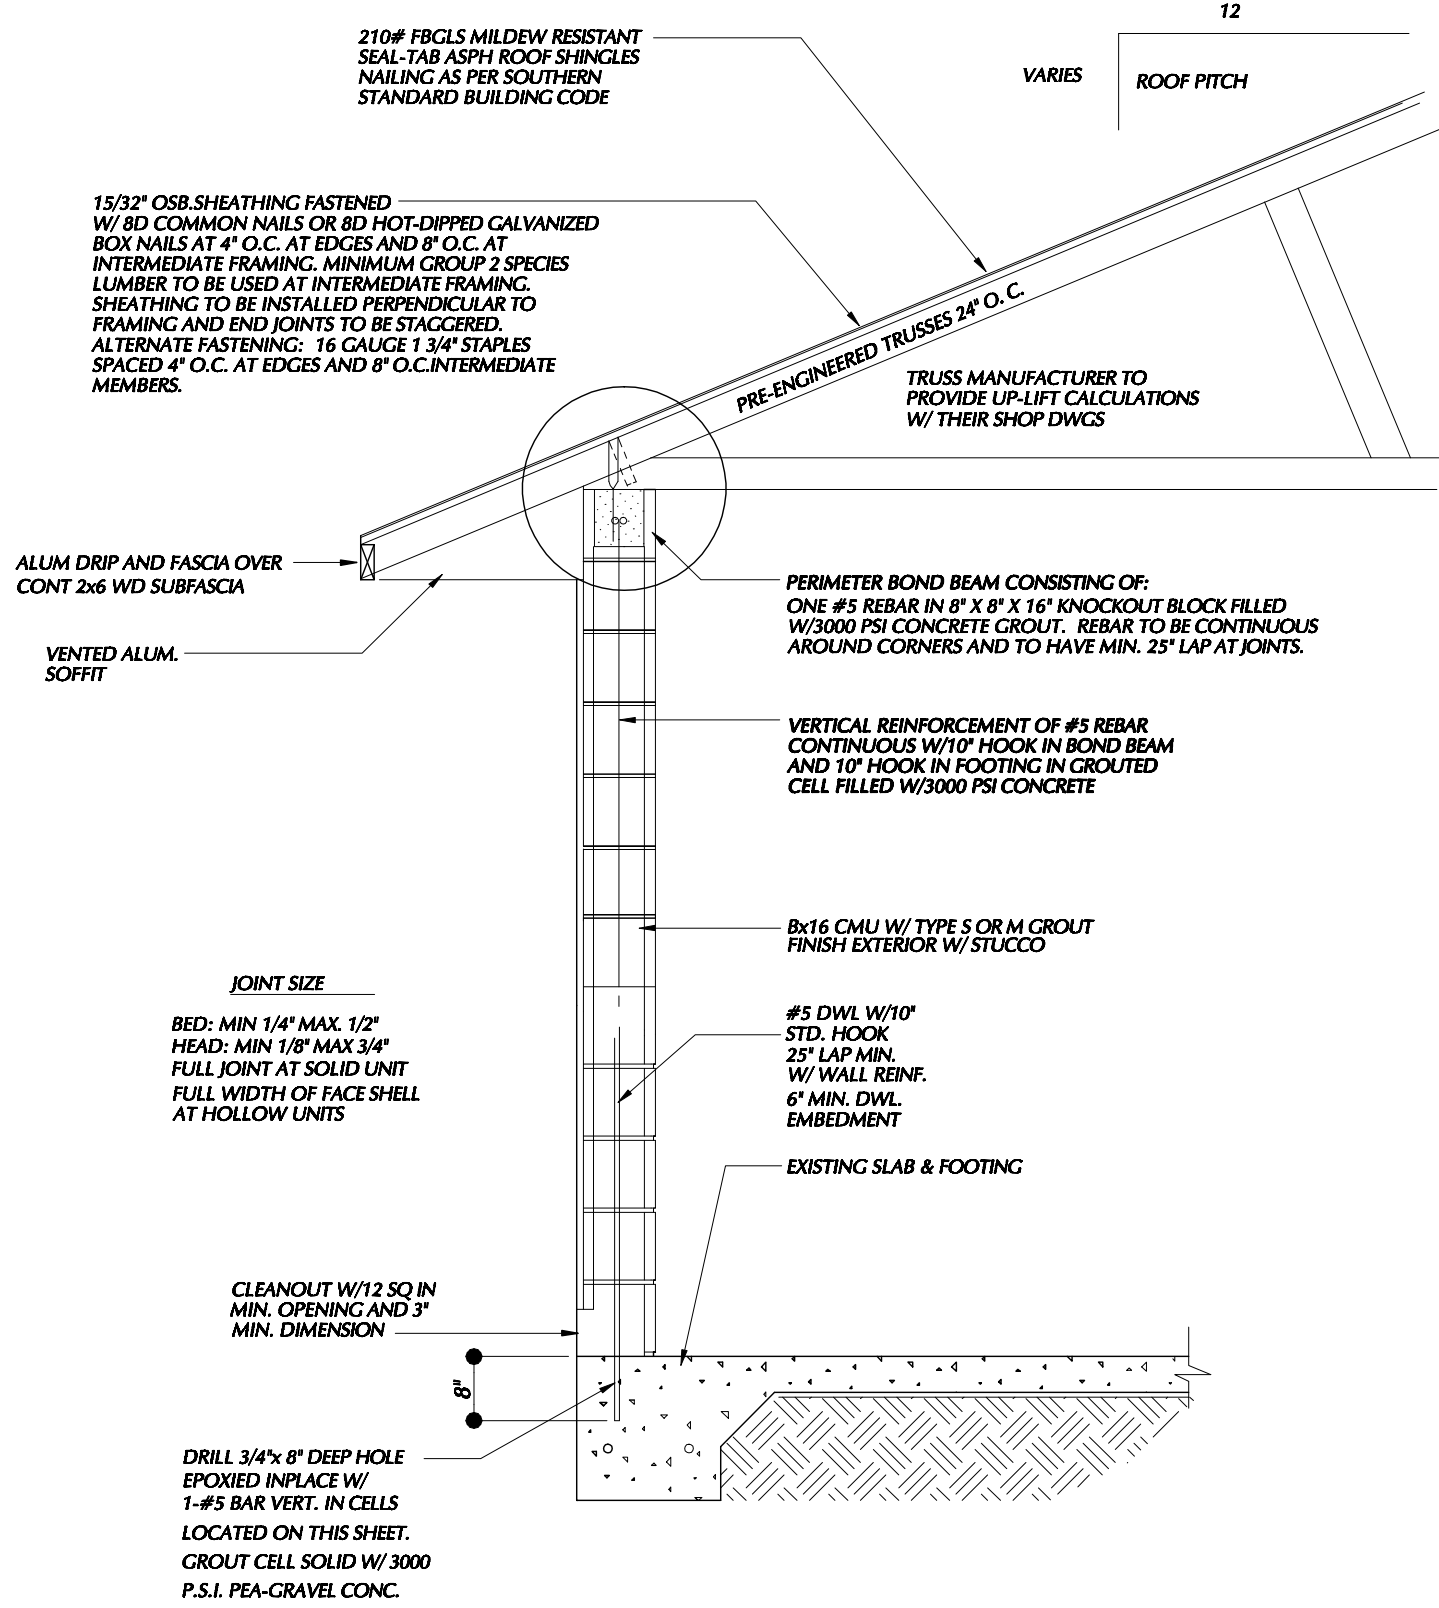 12
210# FBGLS MILDEW RESISTANT
SEAL-TAB ASPH ROOF SHINGLES
NAILING AS PER SOUTHERN
STANDARD BUILDING CODE
VARIES
ROOF PITCH
15/32" OSB.SHEATHING FASTENED
W/ 8D COMMON NAILS OR 8D HOT-DIPPED GALVANIZED
BOX NAILS AT 4" O.C. AT EDGES AND 8" O.C. AT
INTERMEDIATE FRAMING. MINIMUM GROUP 2 SPECIES
LUMBER TO BE USED AT INTERMEDIATE FRAMING.
SHEATHING TO BE INSTALLED PERPENDICULAR TO
FRAMING AND END JOINTS TO BE STAGGERED.
ALTERNATE FASTENING: 16 GAUGE 1 3/4" STAPLES
SPACED 4" O.C. AT EDGES AND 8" O.C.INTERMEDIATE
MEMBERS.
PRE-ENGINEERED TRUSSES 24" O.C.
TRUSS MANUFACTURER TO
PROVIDE UP-LIFT CALCULATIONS
W/ THEIR SHOP DWGS
ALUM DRIP AND FASCIA OVER
CONT 2x6 WD SUBFASCIA
VENTED ALUM.
SOFFIT
PERIMETER BOND BEAM CONSISTING OF:
ONE #5 REBAR IN 8" X 8" X 16" KNOCKOUT BLOCK FILLED
W/3000 PSI CONCRETE GROUT. REBAR TO BE CONTINUOUS
AROUND CORNERS AND TO HAVE MIN. 25" LAP AT JOINTS.
VERTICAL REINFORCEMENT OF #5 REBAR
CONTINUOUS W/10" HOOK IN BOND BEAM
AND 10" HOOK IN FOOTING IN GROUTED
CELL FILLED W/3000 PSI CONCRETE
Bx16 CMU W/ TYPE S OR M GROUT
FINISH EXTERIOR W/ STUCCO
JOINT SIZE
BED: MIN 1/4" MAX. 1/2"
HEAD: MIN 1/8" MAX 3/4"
FULL JOINT AT SOLID UNIT
FULL WIDTH OF FACE SHELL
AT HOLLOW UNITS
#5 DWL W/10"
STD. HOOK
25" LAP MIN.
W/ WALL REINF.
6" MIN. DWL.
EMBEDMENT
EXISTING SLAB & FOOTING
CLEANOUT W/12 SQ IN
MIN. OPENING AND 3"
MIN. DIMENSION
8"
DRILL 3/4"x 8" DEEP HOLE
EPOXIED INPLACE W/
1-#5 BAR VERT. IN CELLS
LOCATED ON THIS SHEET.
GROUT CELL SOLID W/ 3000
P.S.I. PEA-GRAVEL CONC.